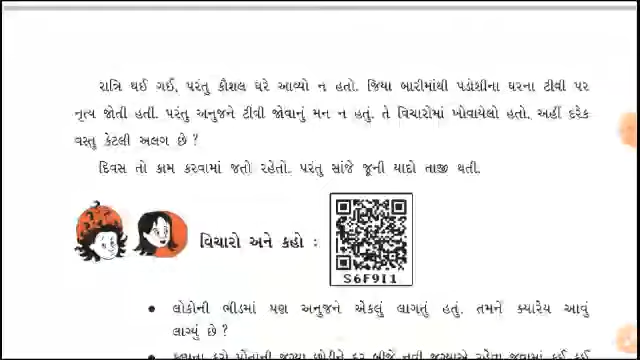 રાત્રિ થઈ ગઈ, પરંતુ કૌશલ ઘરે આવ્યો ન હતો. જિયા બારીમાંથી પડોશીના ઘરના ટીવી પર
નૃત્ય જોતી હતી. પરંતુ અનુજને ટીવી જોવાનું મન ન હતું. તે વિચારોમાં ખોવાયેલો હતો. અહીં દરેક
વસ્તુ કેટલી અલગ છે ?
દિવસ તો કામ કરવામાં જતો રહેતો. પરંતુ સાંજે જૂની યાદો તાજી થતી.
વિચારો અને કહો :
S6F9I1
• લોકોની ભીડમાં પણ અનુજને એકલું લાગતું હતું. તમને ક્યારેય આવું
લાગ્યું છે ?